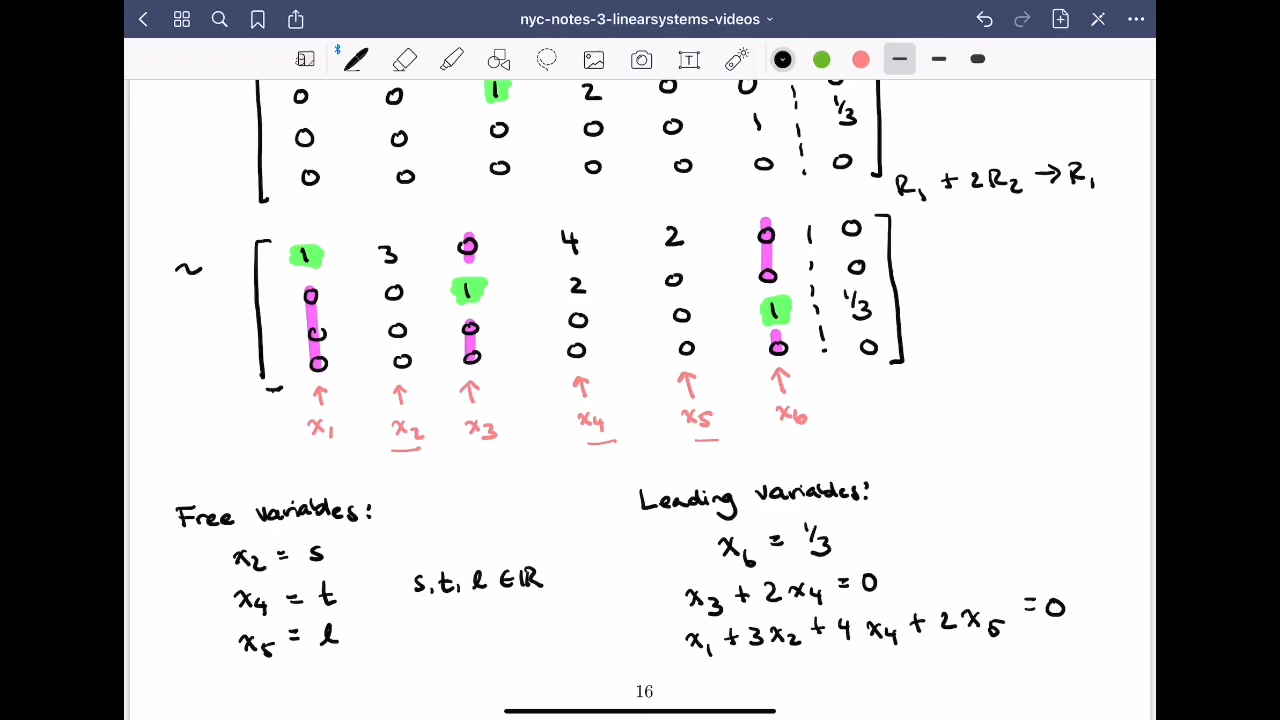 nyc-notes-3-linearsystems-videos
T
0 0 1 2 0 0
0 0 0 0 0 1 1/3
0 0 0 0 0 0 0
R1 + 2R2 → R1
~
1 3 0 4 2 0 0
0 0 1 2 0 0 0
0 0 0 0 0 1 1/3
0 0 0 0 0 0 0
x1 x2 x3 x4 x5 x6
Free variables:
x2 = s
x4 = t
x5 = l
s, t, l ∈ ℝ
Leading variables:
x6 = 1/3
x3 + 2x4 = 0
x1 + 3x2 + 4x4 + 2x5 = 0
16